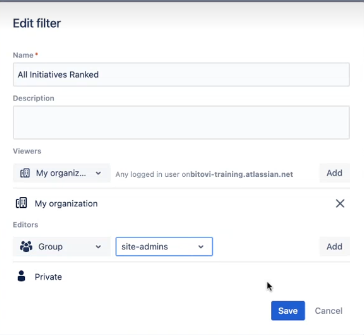 Edit filter
Name*
All Initiatives Ranked
Description
Viewers
My organiz... Any logged in user onbitovi-training.atlassian.net Add
My organization
Editors
Group site-admins Add
Private
Save Cancel